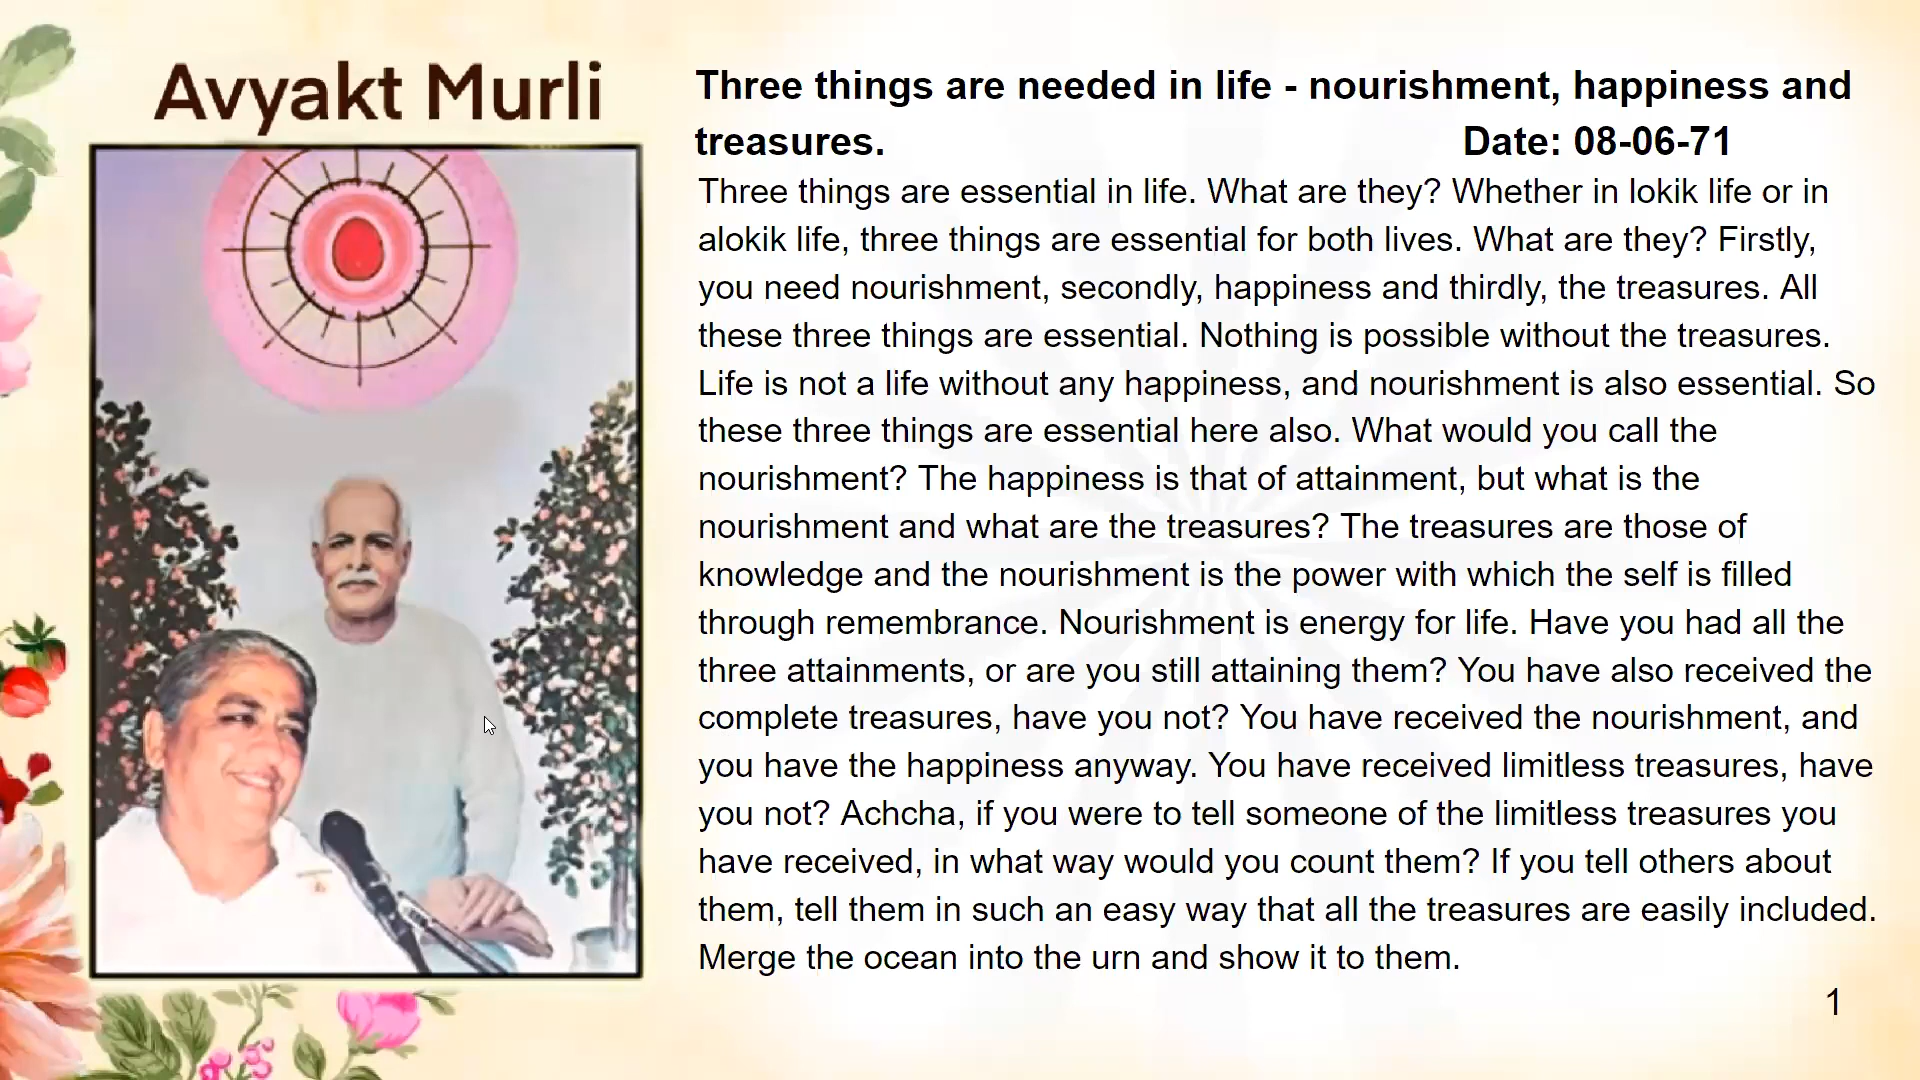 Avyakt Murli
Three things are needed in life - nourishment, happiness and
treasures. Date: 08-06-71
Three things are essential in life. What are they? Whether in lokik life or in
alokik life, three things are essential for both lives. What are they? Firstly,
you need nourishment, secondly, happiness and thirdly, the treasures. All
these three things are essential. Nothing is possible without the treasures.
Life is not a life without any happiness, and nourishment is also essential. So
these three things are essential here also. What would you call the
nourishment? The happiness is that of attainment, but what is the
nourishment and what are the treasures? The treasures are those of
knowledge and the nourishment is the power with which the self is filled
through remembrance. Nourishment is energy for life. Have you had all the
three attainments, or are you still attaining them? You have also received the
complete treasures, have you not? You have received the nourishment, and
you have the happiness anyway. You have received limitless treasures, have
you not? Achcha, if you were to tell someone of the limitless treasures you
have received, in what way would you count them? If you tell others about
them, tell them in such an easy way that all the treasures are easily included.
Merge the ocean into the urn and show it to them.
1